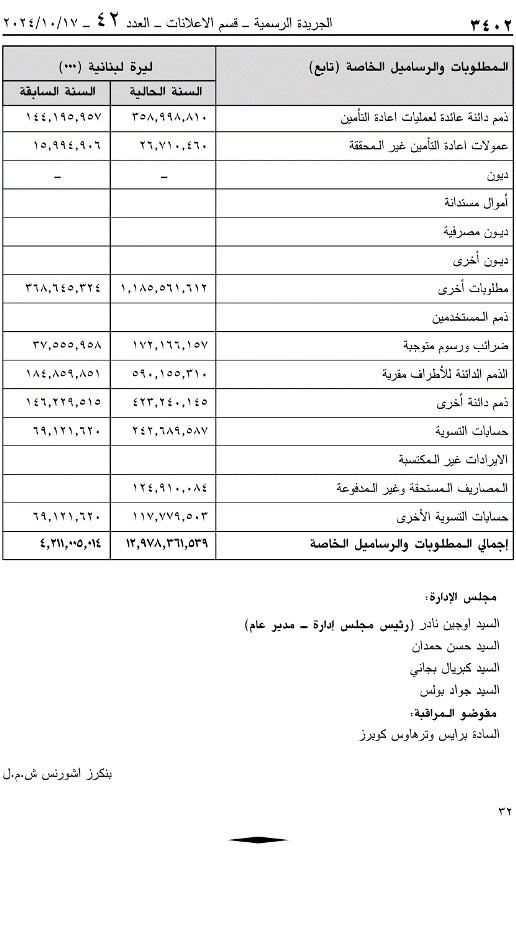 ٣٤٠٢ الجريدة الرسمية – قسم الاعلانات – العدد ٤٢ – ٢٠٢٤/١٠/١٧
المطلوبات والرساميل الخاصة (تابع) ليرة لبنانية (٠٠٠)
السنة الحالية السنة السابقة
ذمم دائنة عائدة لعمليات اعادة التأمين ٣٥٨,٩٩٨,٨١٠ ١٤٤,١٩٥,٩٥٧
عمولات اعادة التأمين غير المحققة ٢٦,٧١٠,٤٦٠ ١٥,٩٩٤,٩٠٦
ديون – –
أموال مستدانة
ديون مصرفية
ديون أخرى
مطلوبات أخرى ١,١٨٥,٥٦١,٦١٢ ٣٦٨,٦٤٥,٣٢٤
ذمم المستخدمين
ضرائب ورسوم متوجبة ١٧٢,١٦٦,١٥٧ ٣٧,٥٥٥,٩٥٨
الذمم الدائنة للأطراف مقربة ٥٩٠,١٥٥,٣١٠ ١٨٤,٨٥٩,٨٥١
ذمم دائنة أخرى ٤٢٣,٢٤٠,١٤٥ ١٤٦,٢٢٩,٥١٥
حسابات التسوية ٢٤٢,٦٨٩,٥٨٧ ٦٩,١٢١,٦٢٠
الايرادات غير المكتسبة
المصاريف المستحقة وغير المدفوعة ١٢٤,٩١٠,٠٨٤
حسابات التسوية الأخرى ١١٧,٧٧٩,٥٠٣ ٦٩,١٢١,٦٢٠
إجمالي المطلوبات والرساميل الخاصة ١٢,٩٧٨,٣٦١,٥٣٩ ٤,٢١١,٠٠٥,٠١٤
مجلس الإدارة:
السيد أوجين نادر (رئيس مجلس إدارة – مدير عام)
السيد حسن حمدان
السيد كبريال بجاني
السيد جواد بولس
مفوضو المراقبة:
السادة برايس وترهاوس كوبرز
بنكرز اشورنس ش.م.ل
٣٢